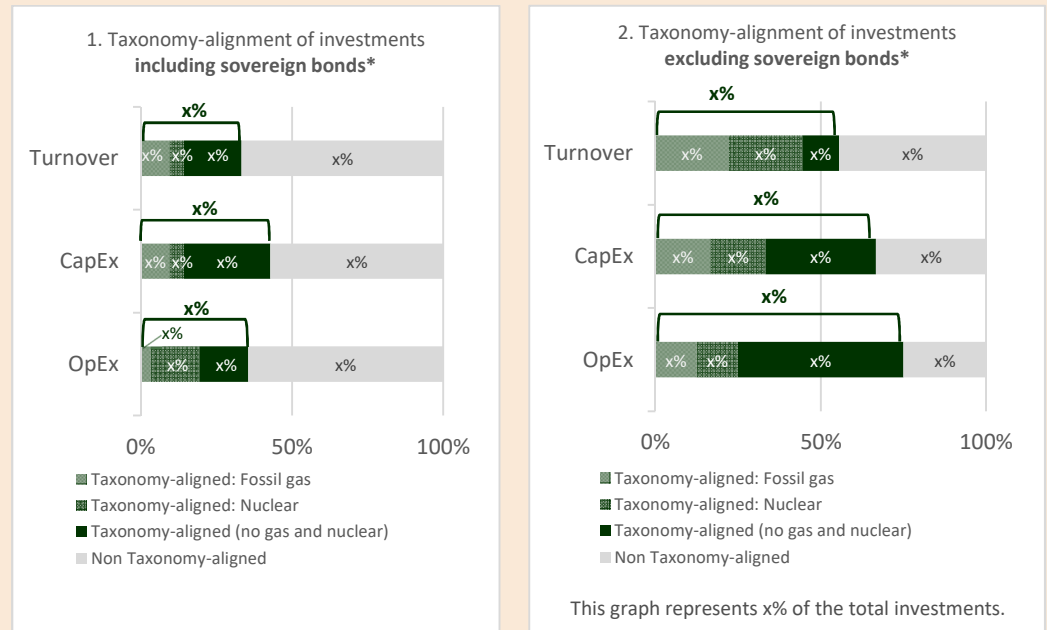 1. Taxonomy-alignment of investments
including sovereign bonds*
x%
Turnover
x% x% x% x%
x%
CapEx
x% x% x% x%
x%
x%
OpEx
x% x% x%
0% 50% 100%
Taxonomy-aligned: Fossil gas
Taxonomy-aligned: Nuclear
Taxonomy-aligned (no gas and nuclear)
Non Taxonomy-aligned
2. Taxonomy-alignment of investments
excluding sovereign bonds*
x%
Turnover
x% x% x% x%
x%
CapEx
x% x% x% x%
x%
OpEx
x% x% x% x%
0% 50% 100%
Taxonomy-aligned: Fossil gas
Taxonomy-aligned: Nuclear
Taxonomy-aligned (no gas and nuclear)
Non Taxonomy-aligned
This graph represents x% of the total investments.